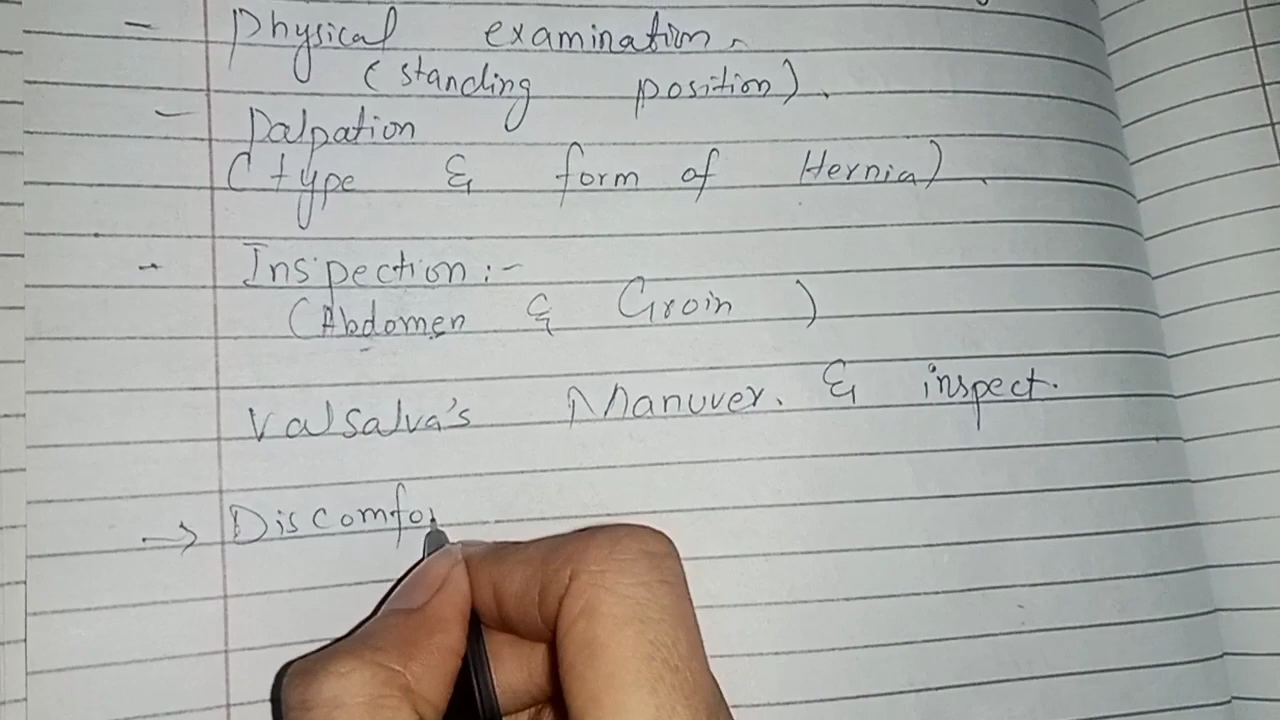 - Physical examination.
(standing position).
- Palpation
(type & form of Hernia).
- Inspection :-
(Abdomen & Groin )
Valsalva's Manuver. & inspect.
→ Discomfo